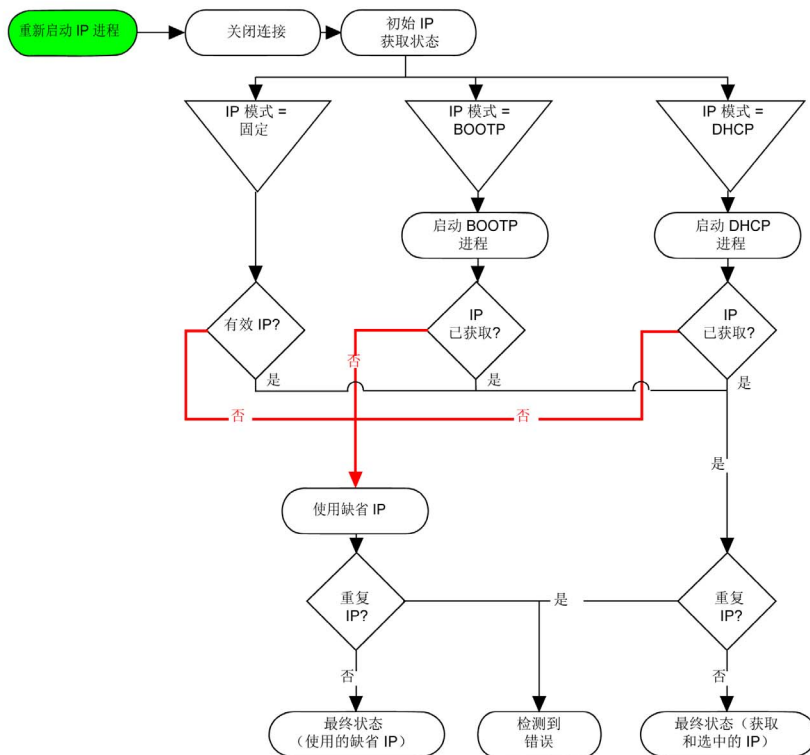 重新启动 IP 进程
关闭连接
初始 IP
获取状态
IP 模式 =
固定
IP 模式 =
BOOTP
IP 模式 =
DHCP
启动 BOOTP
进程
启动 DHCP
进程
有效 IP?
IP
已获取?
IP
已获取?
否
是
是
是
否
否
是
使用缺省 IP
重复
IP?
是
重复
IP?
否
否
最终状态
（使用的缺省 IP）
检测到
错误
最终状态（获取
和选中的 IP）